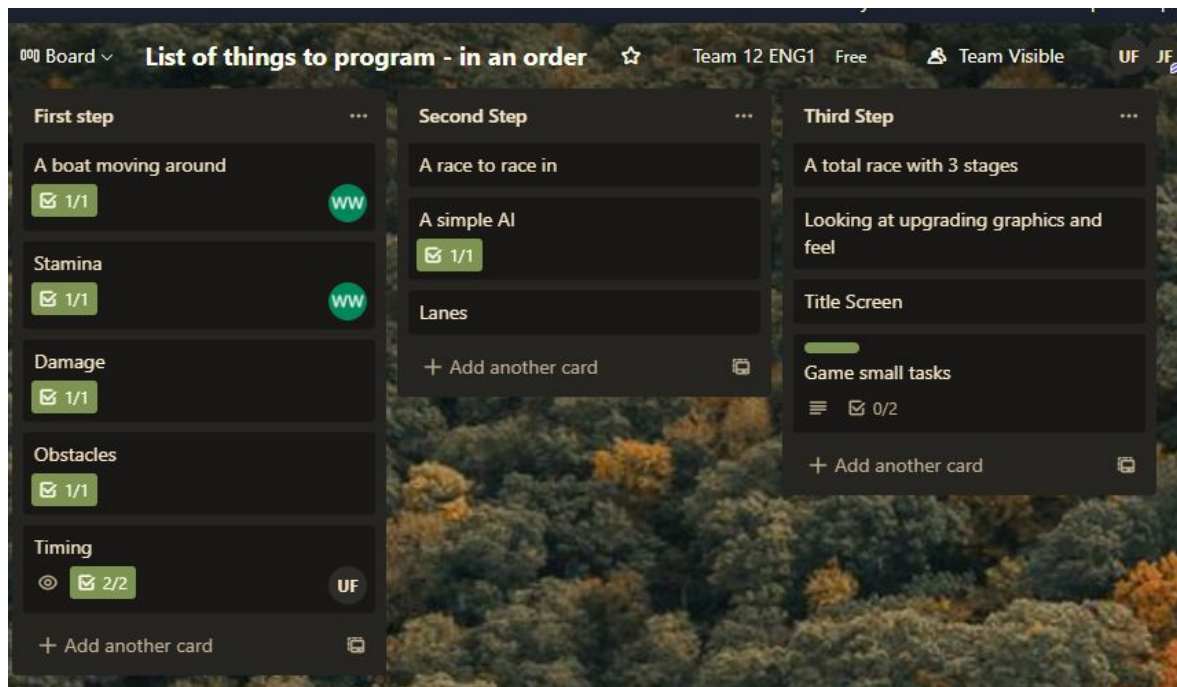 Board
List of things to program - in an order
Team 12 ENG1
Free
Team Visible
UF
JF
First step
A boat moving around
1/1
WW
Stamina
1/1
WW
Damage
1/1
Obstacles
1/1
Timing
2/2
UF
+ Add another card
Second Step
A race to race in
A simple AI
1/1
Lanes
+ Add another card
Third Step
A total race with 3 stages
Looking at upgrading graphics and
feel
Title Screen
Game small tasks
0/2
+ Add another card